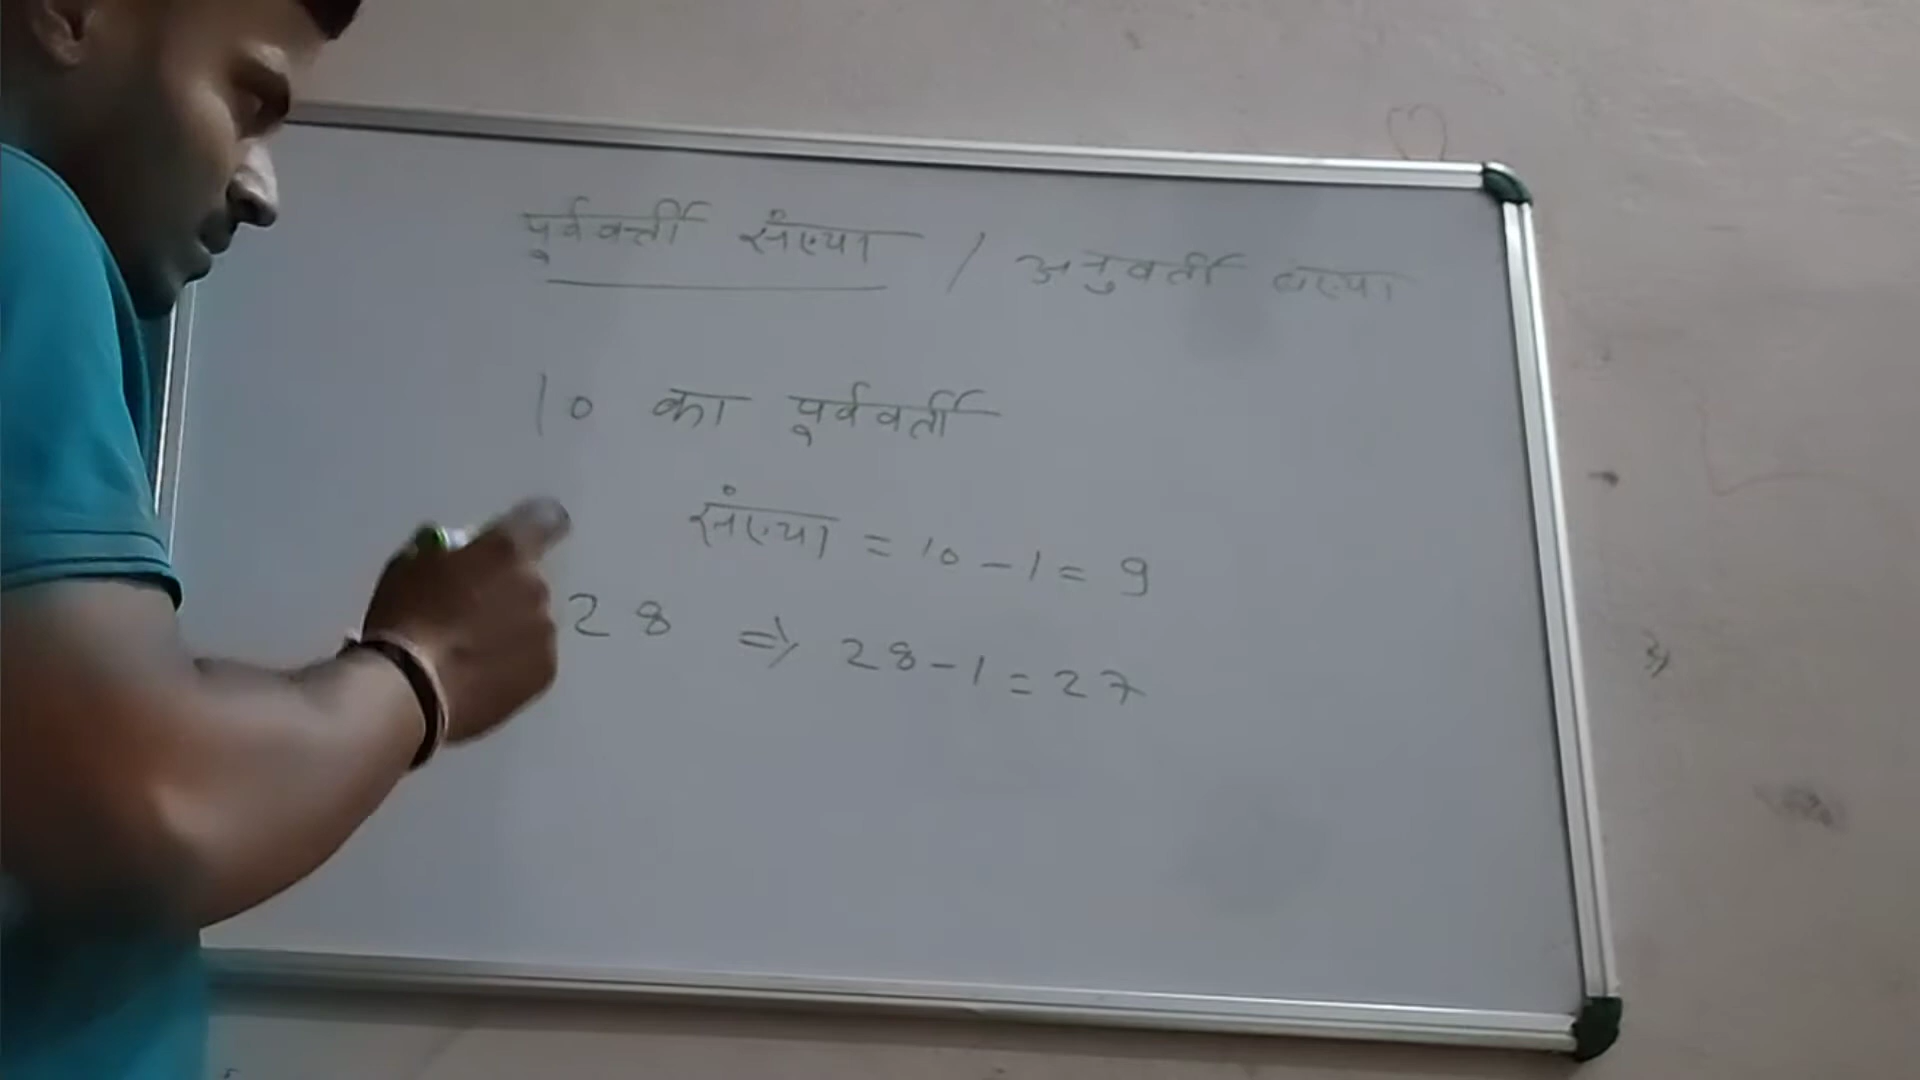 पूर्ववर्ती संख्या / अनुवर्ती संख्या
10 का पूर्ववर्ती
संख्या = 10 - 1 = 9
28 ⇒ 28 - 1 = 27